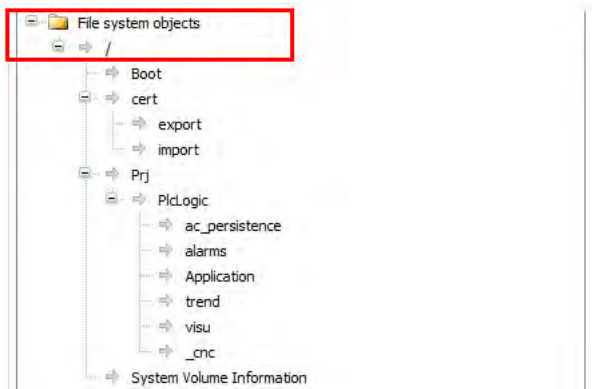 File system objects
/
Boot
cert
export
import
Prj
PlcLogic
ac_persistence
alarms
Application
trend
visu
_cnc
System Volume Information